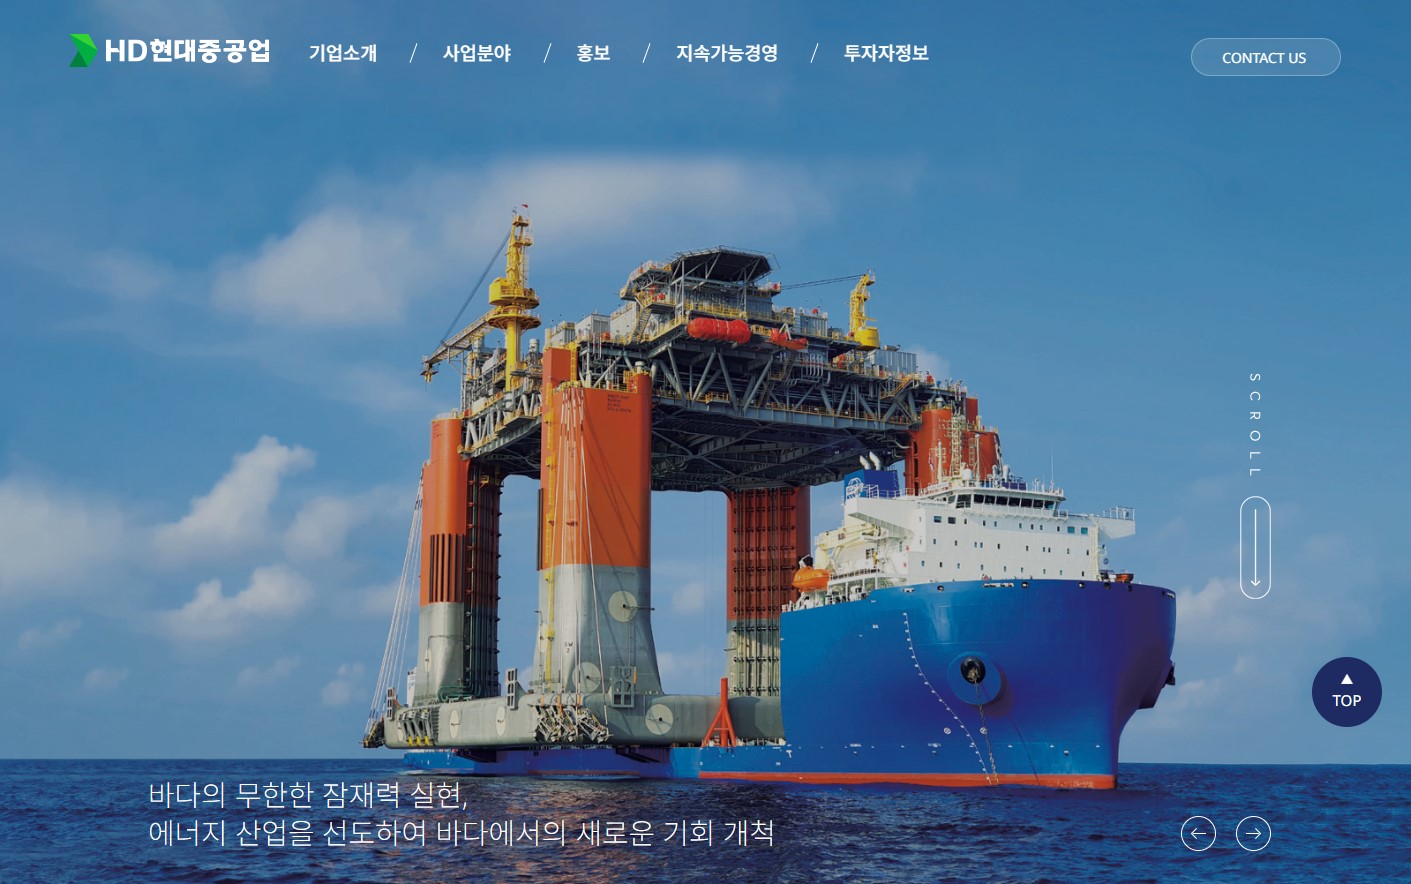 HD현대중공업
기업소개 / 사업분야 / 홍보 / 지속가능경영 / 투자자정보
CONTACT US
SCROLL
TOP
바다의 무한한 잠재력 실현,
에너지 산업을 선도하여 바다에서의 새로운 기회 개척